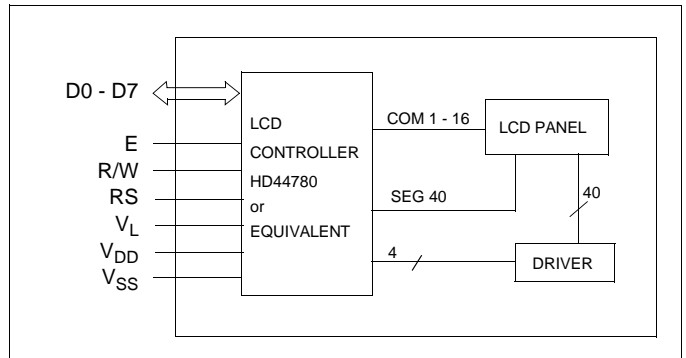 D0 - D7
E
R/W
RS
VL
VDD
VSS
LCD
CONTROLLER
HD44780
or
EQUIVALENT
COM 1 - 16
LCD PANEL
SEG 40
40
4
DRIVER